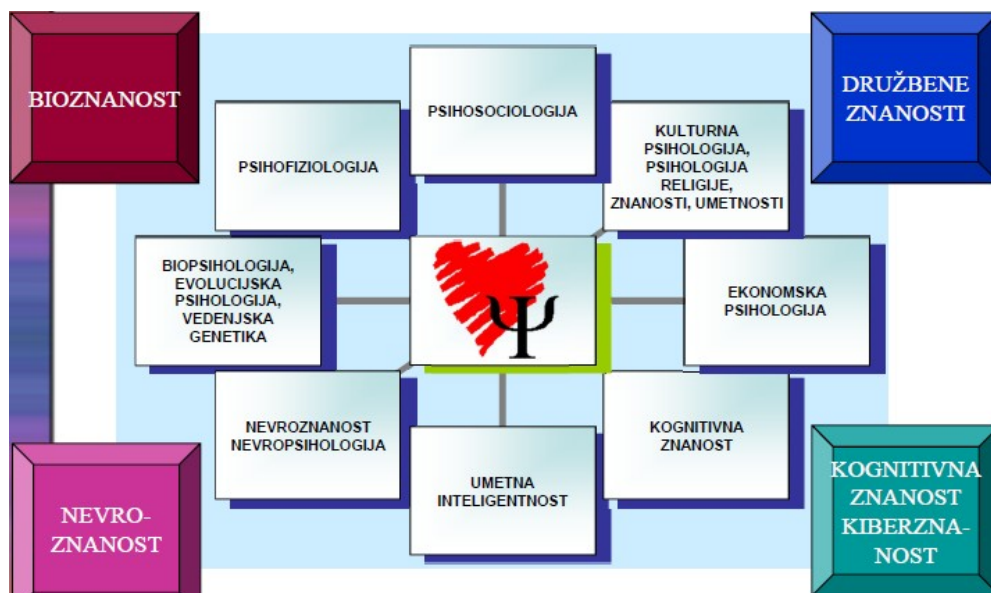 BIOZNANOST
DRUŽBENE
ZNANOSTI
PSIHOSOCIOLOGIJA
PSIHOFIZIOLOGIJA
KULTURNA
PSIHOLOGIJA,
PSIHOLOGIJA
RELIGIJE,
ZNANOSTI, UMETNOSTI
BIOPSIHOLOGIJA,
EVOLUCIJSKA
PSIHOLOGIJA,
VEDENJSKA
GENETIKA
Ψ
EKONOMSKA
PSIHOLOGIJA
NEVROZNANOST
NEVROPSIHOLOGIJA
UMETNA
INTELIGENTNOST
KOGNITIVNA
ZNANOST
NEVRO-
ZNANOST
KOGNITIVNA
ZNANOST
KIBERZNA-
NOST